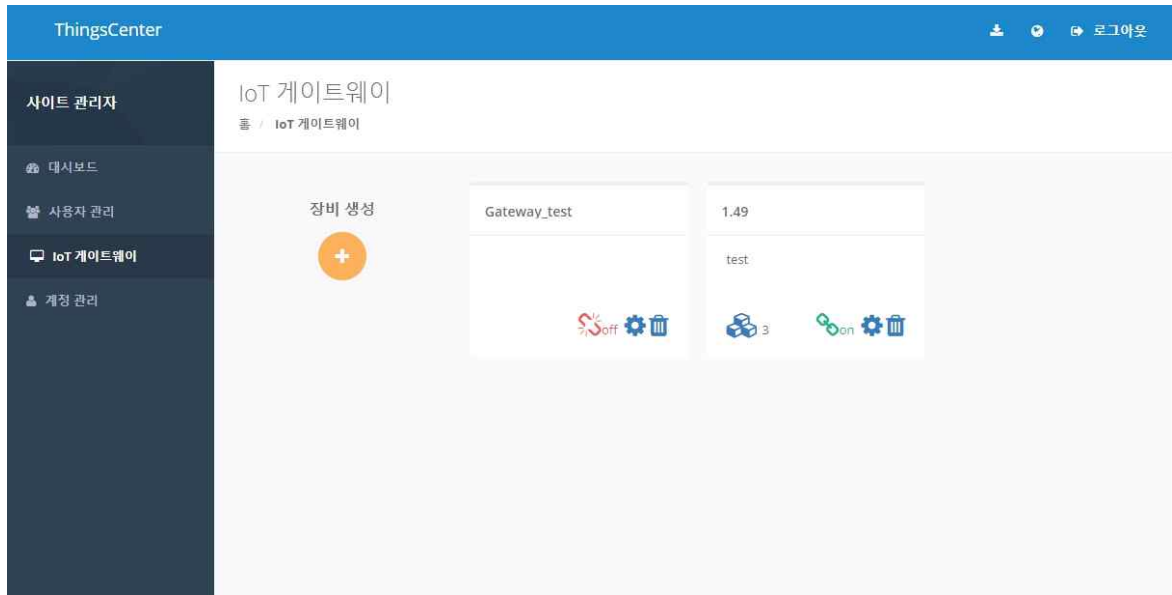 ThingsCenter
로그아웃
사이트 관리자
대시보드
사용자 관리
IoT 게이트웨이
계정 관리
IoT 게이트웨이
홈 / IoT 게이트웨이
장비 생성
Gateway_test
off
1.49
test
3
on